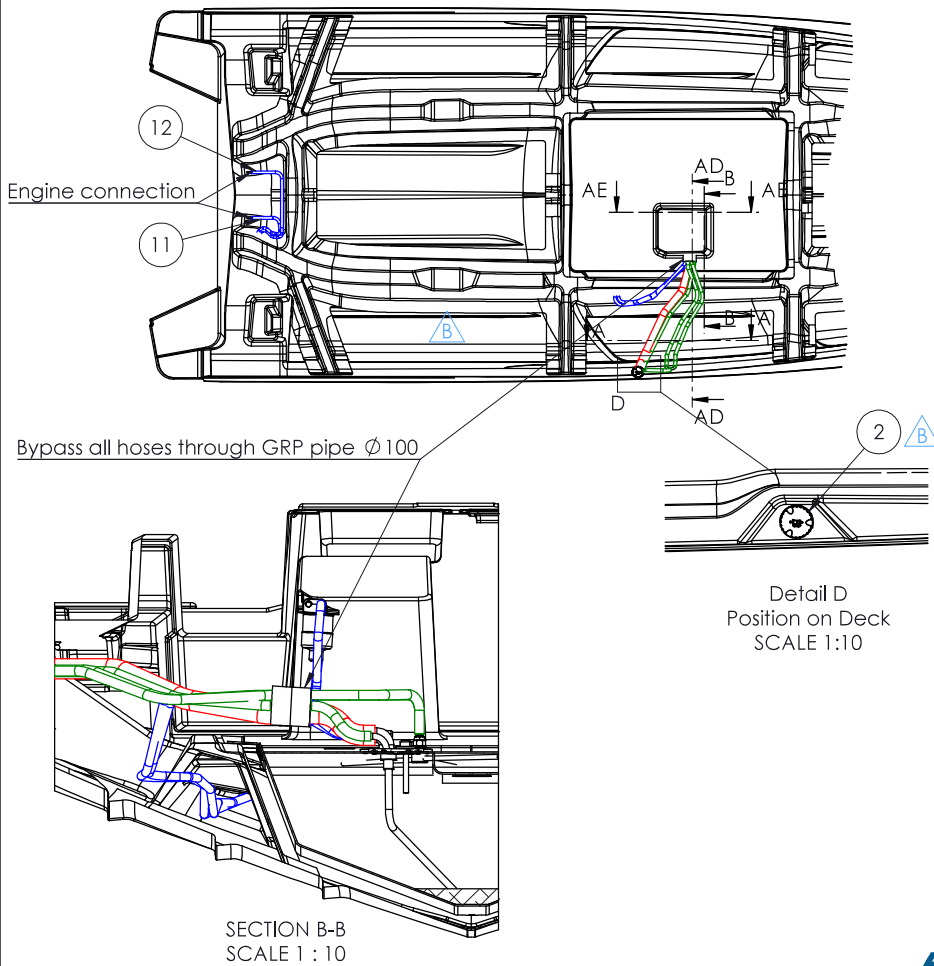 12
Engine connection
11
AD
B
AE
AE
B
A
B
A
D
AD
Bypass all hoses through GRP pipe Ø100
2
B
Detail D
Position on Deck
SCALE 1:10
SECTION B-B
SCALE 1 : 10